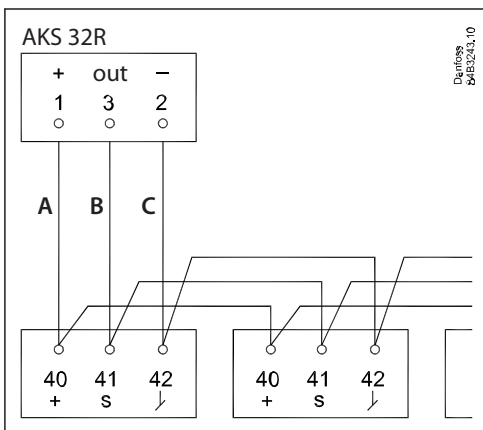 AKS 32R
+ out −
1 3 2
A B C
40 41 42
+ S
40 41 42
+ S
Danfoss
84B3243.10